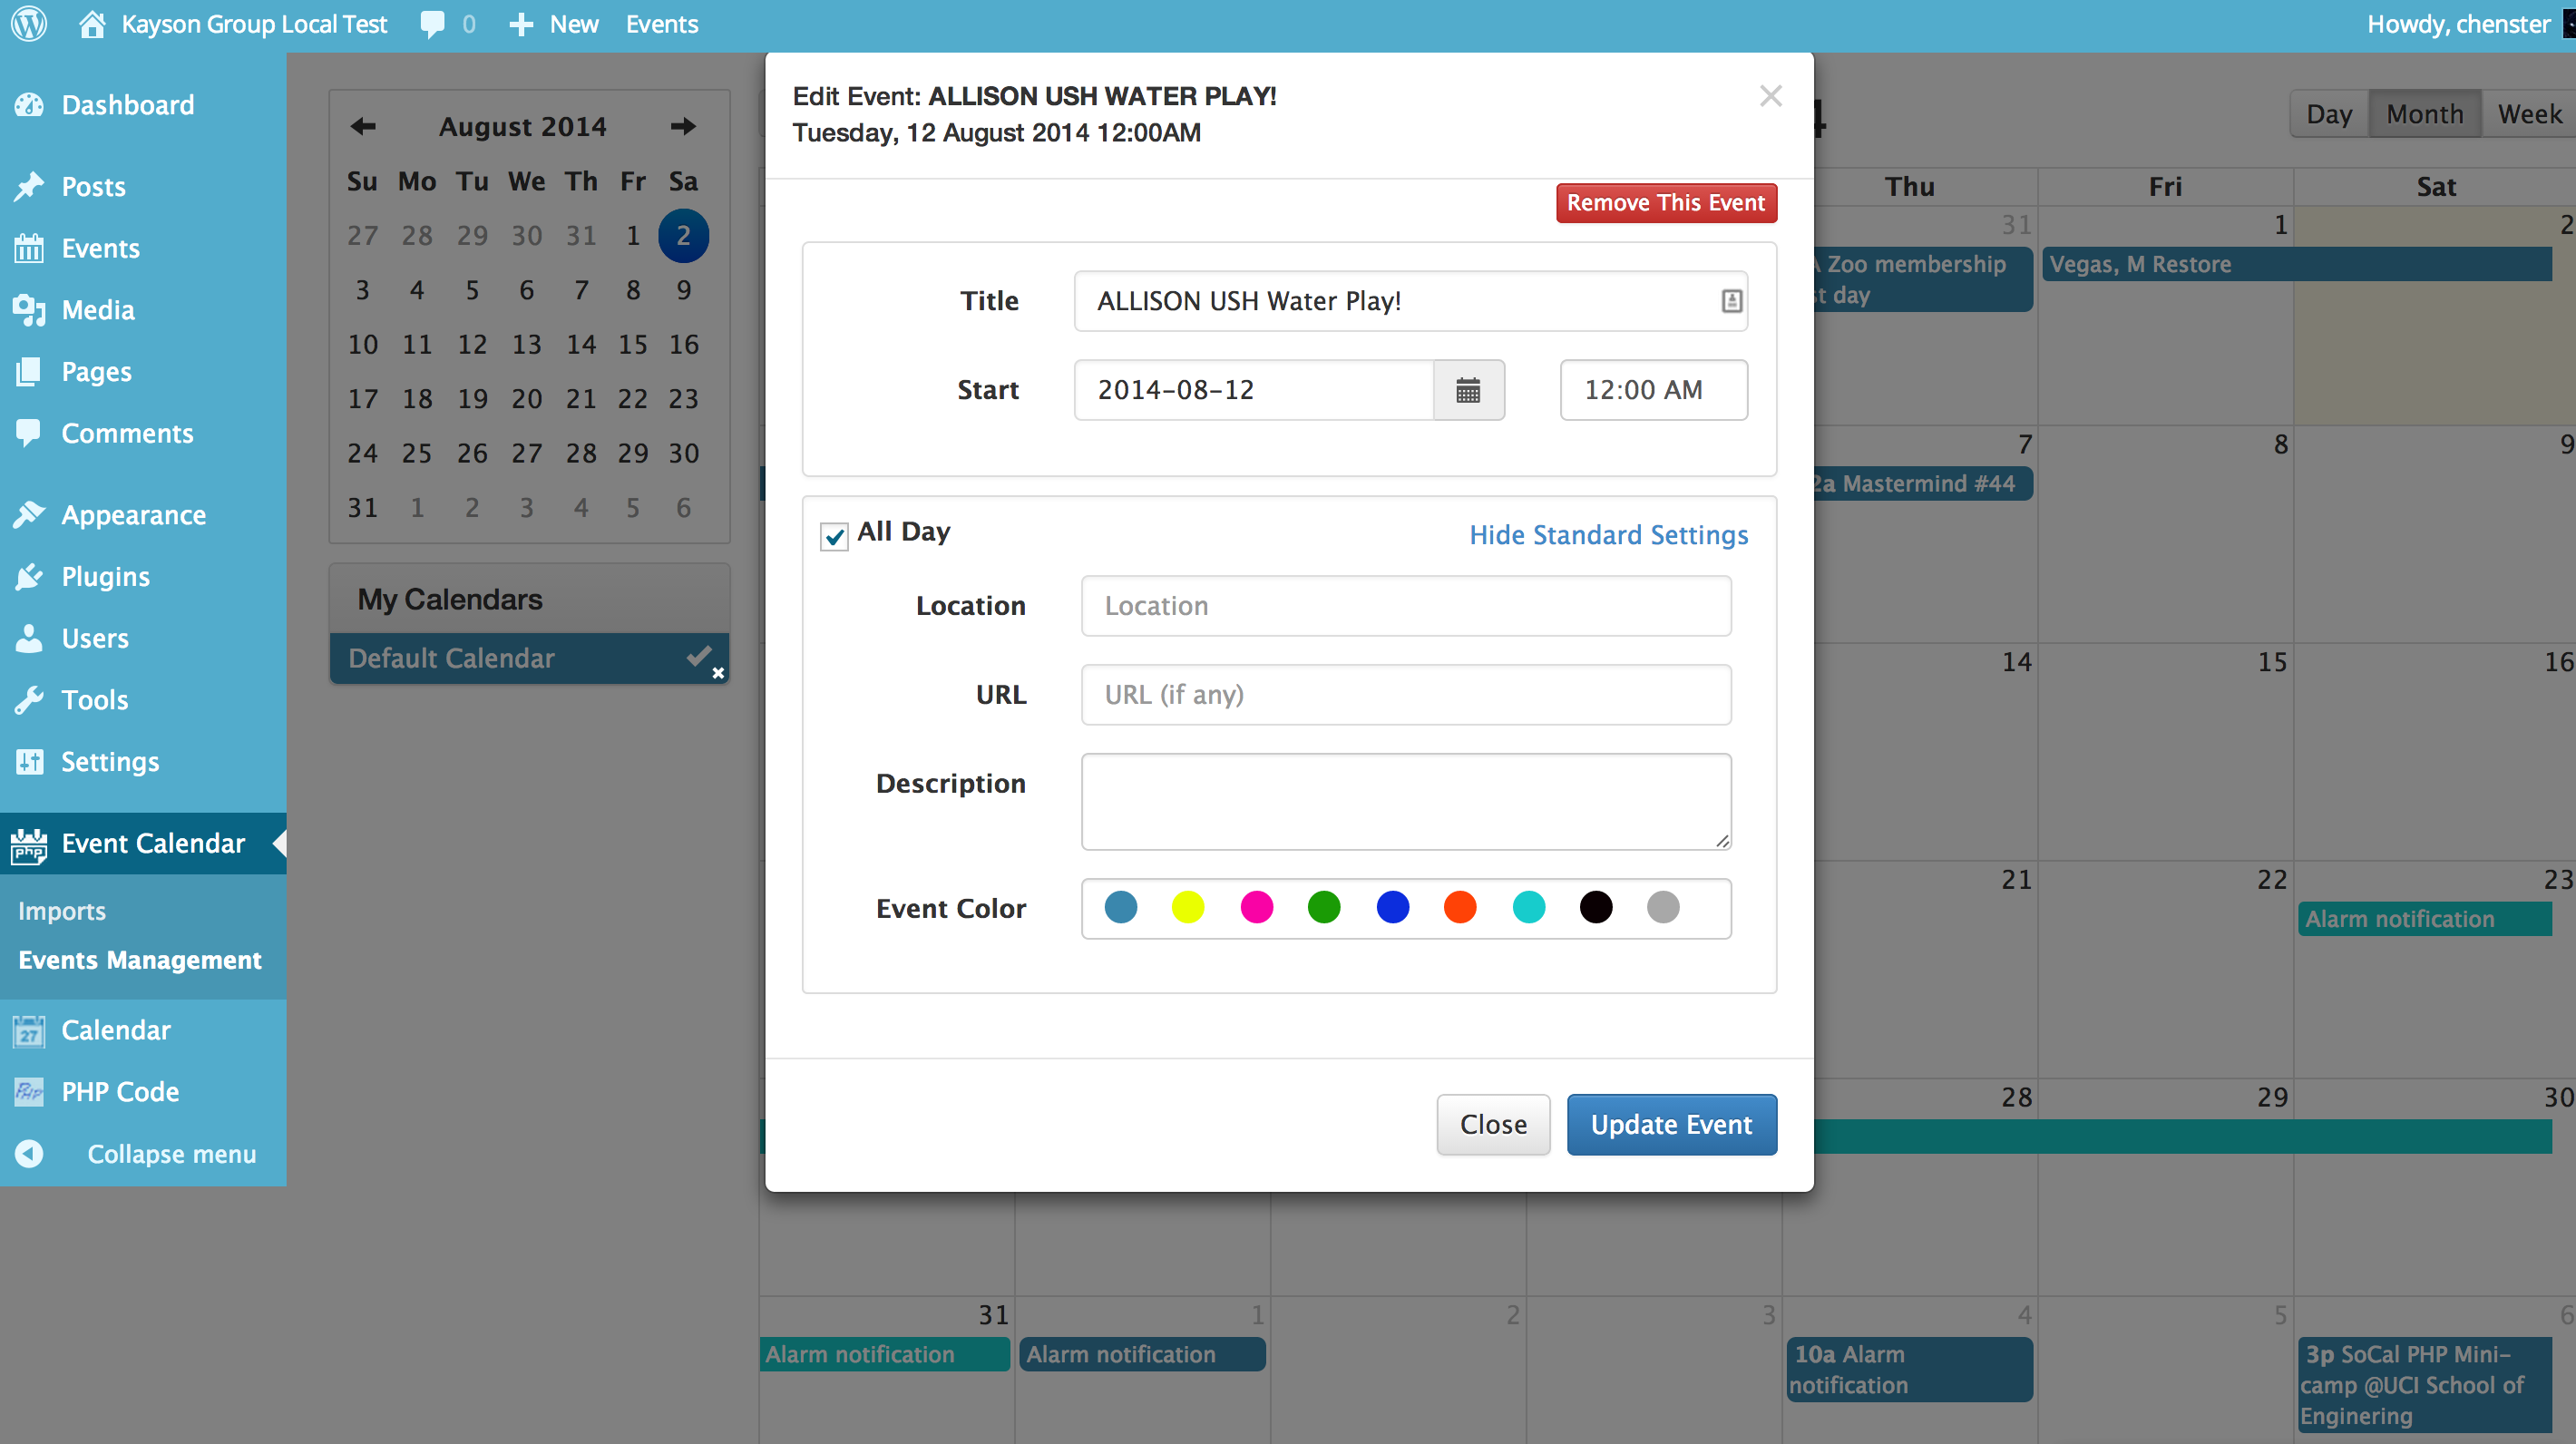 Kayson Group Local Test 0 New Events Howdy, chenster
Dashboard
Posts
Events
Media
Pages
Comments
Appearance
Plugins
Users
Tools
Settings
php
Event Calendar
Imports
Events Management
27
Calendar
PHP
PHP Code
Collapse menu
August 2014
Su Mo Tu We Th Fr Sa
27 28 29 30 31 1 2
3 4 5 6 7 8 9
10 11 12 13 14 15 16
17 18 19 20 21 22 23
24 25 26 27 28 29 30
31 1 2 3 4 5 6
My Calendars
Default Calendar
Edit Event: ALLISON USH WATER PLAY!
Tuesday, 12 August 2014 12:00AM
Remove This Event
Title ALLISON USH Water Play!
Start 2014-08-12 12:00 AM
All Day Hide Standard Settings
Location Location
URL URL (if any)
Description
Event Color
Close Update Event
4 Day Month Week
Thu Fri Sat
31 1 2
Zoo membership
day
Vegas, M Restore
7 8 9
2a Mastermind #44
14 15 16
21 22 23
Alarm notification
28 29 30
31 1 2 3 4 5 6
Alarm notification
Alarm notification
10a Alarm
notification
3p SoCal PHP Mini-
camp @UCI School of
Enginering